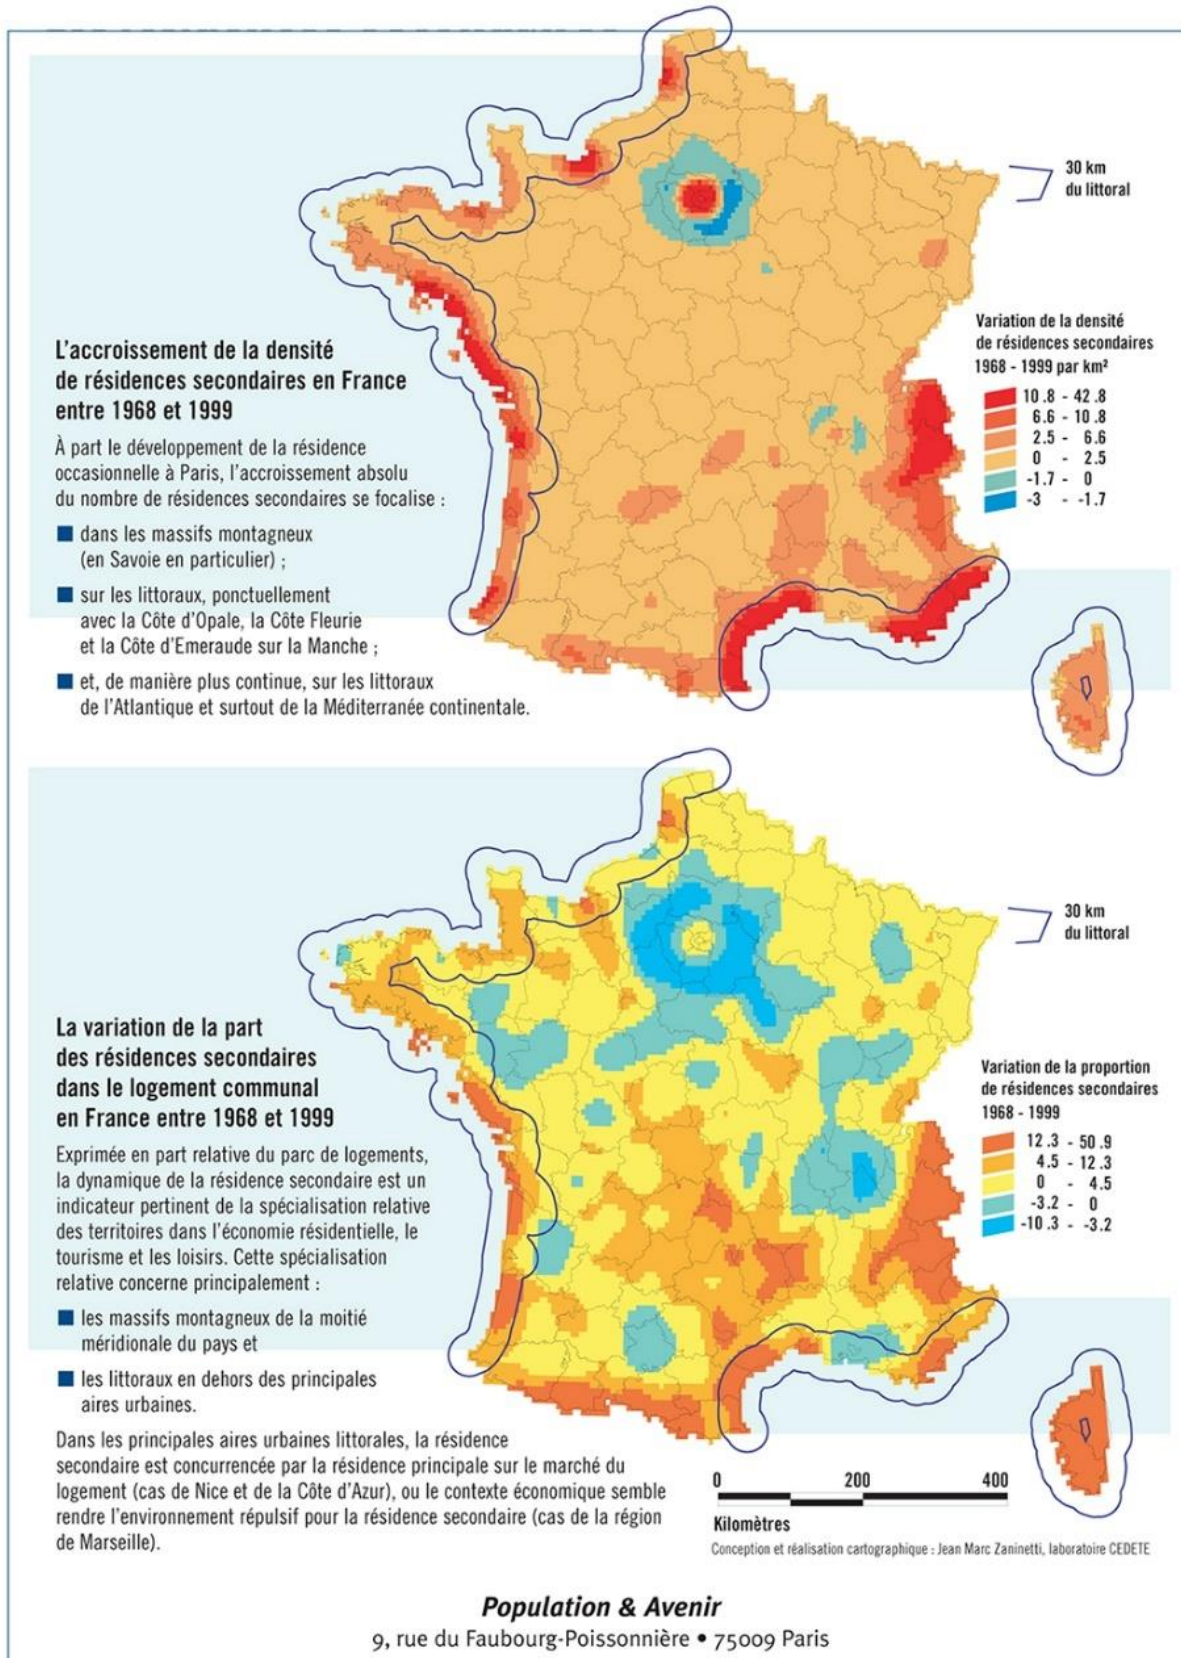 30 km
du littoral
L'accroissement de la densité
de résidences secondaires en France
entre 1968 et 1999
À part le développement de la résidence
occasionnelle à Paris, l'accroissement absolu
du nombre de résidences secondaires se focalise :
dans les massifs montagneux
(en Savoie en particulier) ;
sur les littoraux, ponctuellement
avec la Côte d'Opale, la Côte Fleurie
et la Côte d'Emeraude sur la Manche ;
et, de manière plus continue, sur les littoraux
de l'Atlantique et surtout de la Méditerranée continentale.
Variation de la densité
de résidences secondaires
1968 - 1999 par km²
10.8 - 42.8
6.6 - 10.8
2.5 - 6.6
0 - 2.5
-1.7 - 0
-3 - -1.7
30 km
du littoral
La variation de la part
des résidences secondaires
dans le logement communal
en France entre 1968 et 1999
Exprimée en part relative du parc de logements,
la dynamique de la résidence secondaire est un
indicateur pertinent de la spécialisation relative
des territoires dans l'économie résidentielle, le
tourisme et les loisirs. Cette spécialisation
relative concerne principalement :
les massifs montagneux de la moitié
méridionale du pays et
les littoraux en dehors des principales
aires urbaines.
Dans les principales aires urbaines littorales, la résidence
secondaire est concurrencée par la résidence principale sur le marché du
logement (cas de Nice et de la Côte d'Azur), ou le contexte économique semble
rendre l'environnement répulsif pour la résidence secondaire (cas de la région
de Marseille).
Variation de la proportion
de résidences secondaires
1968 - 1999
12.3 - 50.9
4.5 - 12.3
0 - 4.5
-3.2 - 0
-10.3 - -3.2
0 200 400
Kilomètres
Conception et réalisation cartographique : Jean Marc Zaninetti, laboratoire CEDETE
Population & Avenir
9, rue du Faubourg-Poissonnière • 75009 Paris